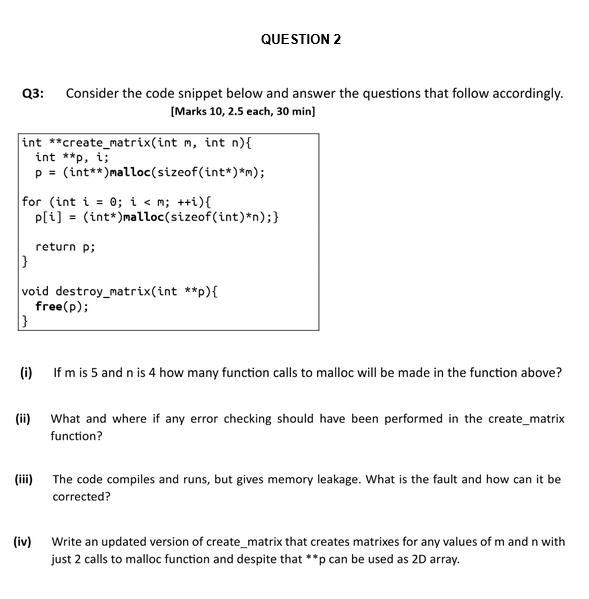 QUESTION 2
Q3: Consider the code snippet below and answer the questions that follow accordingly.
[Marks 10, 2.5 each, 30 min]
int **create_matrix(int m, int n){
  int **p, i;
  p = (int**)malloc(sizeof(int*)*m);
for (int i = 0; i < m; ++i){
  p[i] = (int*)malloc(sizeof(int)*n);}
  return p;
}
void destroy_matrix(int **p){
  free(p);
}
(i) If m is 5 and n is 4 how many function calls to malloc will be made in the function above?
(ii) What and where if any error checking should have been performed in the create_matrix
function?
(iii) The code compiles and runs, but gives memory leakage. What is the fault and how can it be
corrected?
(iv) Write an updated version of create_matrix that creates matrixes for any values of m and n with
just 2 calls to malloc function and despite that **p can be used as 2D array.